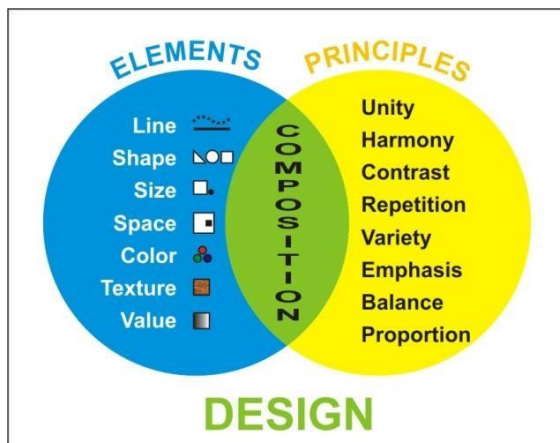 ELEMENTS
PRINCIPLES
Line
Shape
Size
Space
Color
Texture
Value
COMPOSITION
Unity
Harmony
Contrast
Repetition
Variety
Emphasis
Balance
Proportion
DESIGN